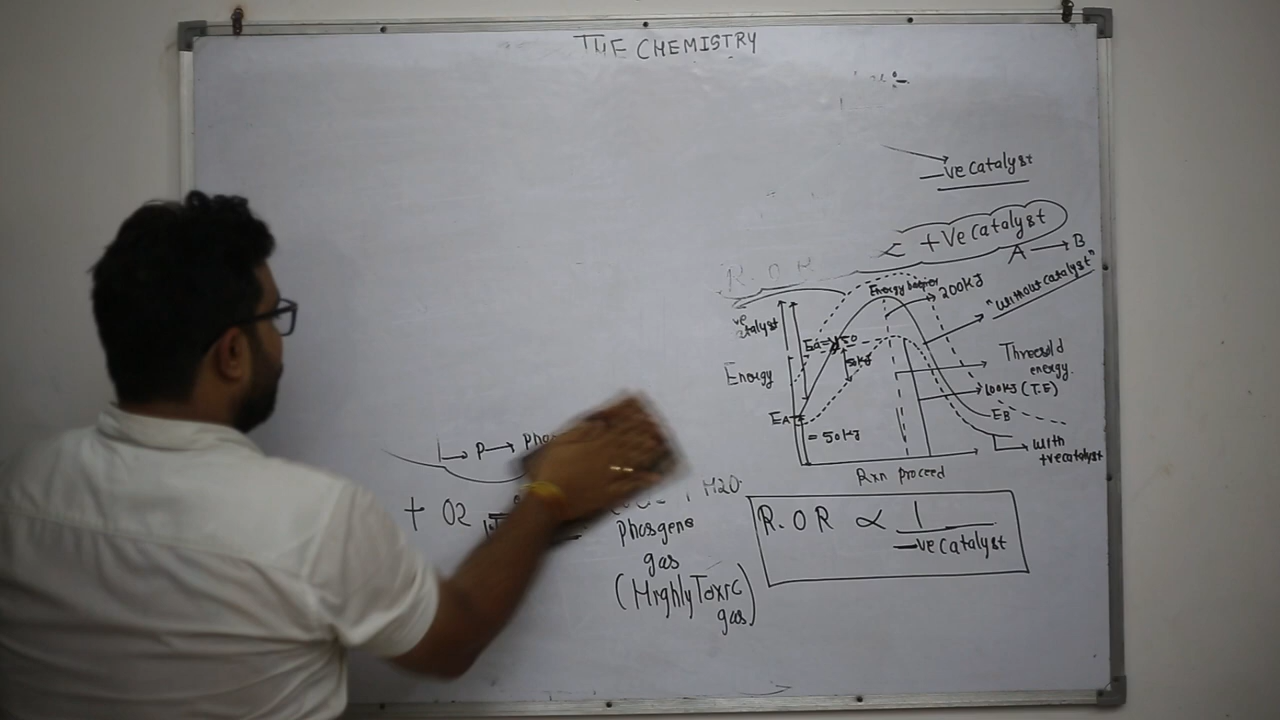 THE CHEMISTRY
-ve catalyst
+ve catalyst
A → B
R.O.R
Energy barrier
200KJ
"without catalyst"
ve
catalyst
Energy
Threshold
energy.
100KJ (T.E)
EB
EA
= 50KJ
with
+ve catalyst
Rxn proceed
P →
+ O2
H2O
phosgene
gas
(Highly Toxic
gas)
R.OR ∝ 1
-ve catalyst